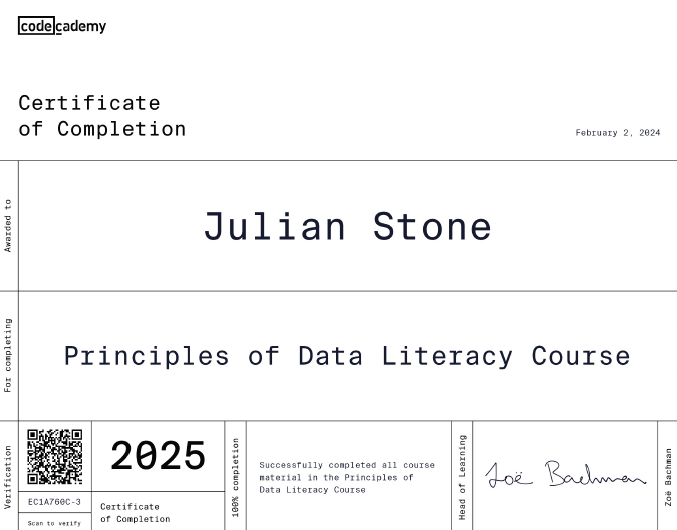 codecademy
Certificate
of Completion
February 2, 2024
Awarded to
Julian Stone
For completing
Principles of Data Literacy Course
Verification
EC1A760C-3
Scan to verify
2025
Certificate
of Completion
100% completion
Successfully completed all course
material in the Principles of
Data Literacy Course
Head of Learning
Zoë Bachman
Zoë Bachman